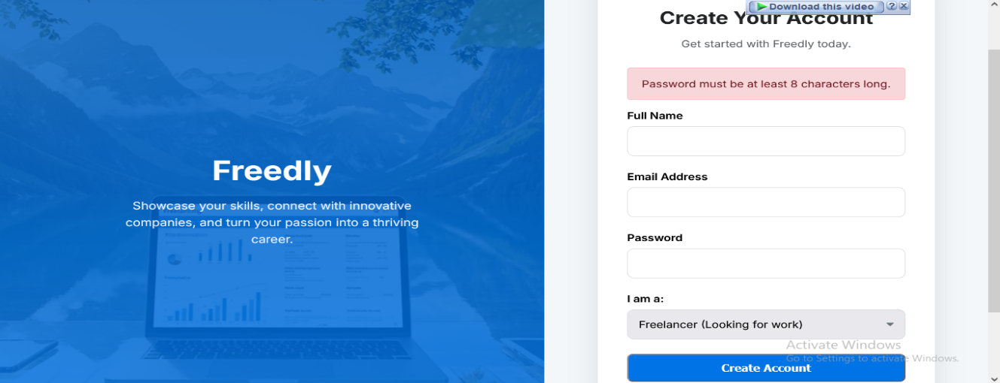 Download this video ?
Create Your Account
Get started with Freedly today.
Password must be at least 8 characters long.
Full Name
Email Address
Password
I am a:
Freelancer (Looking for work)
Create Account
Freedly
Showcase your skills, connect with innovative
companies, and turn your passion into a thriving
career.
Activate Windows
Go to Settings to activate Windows.